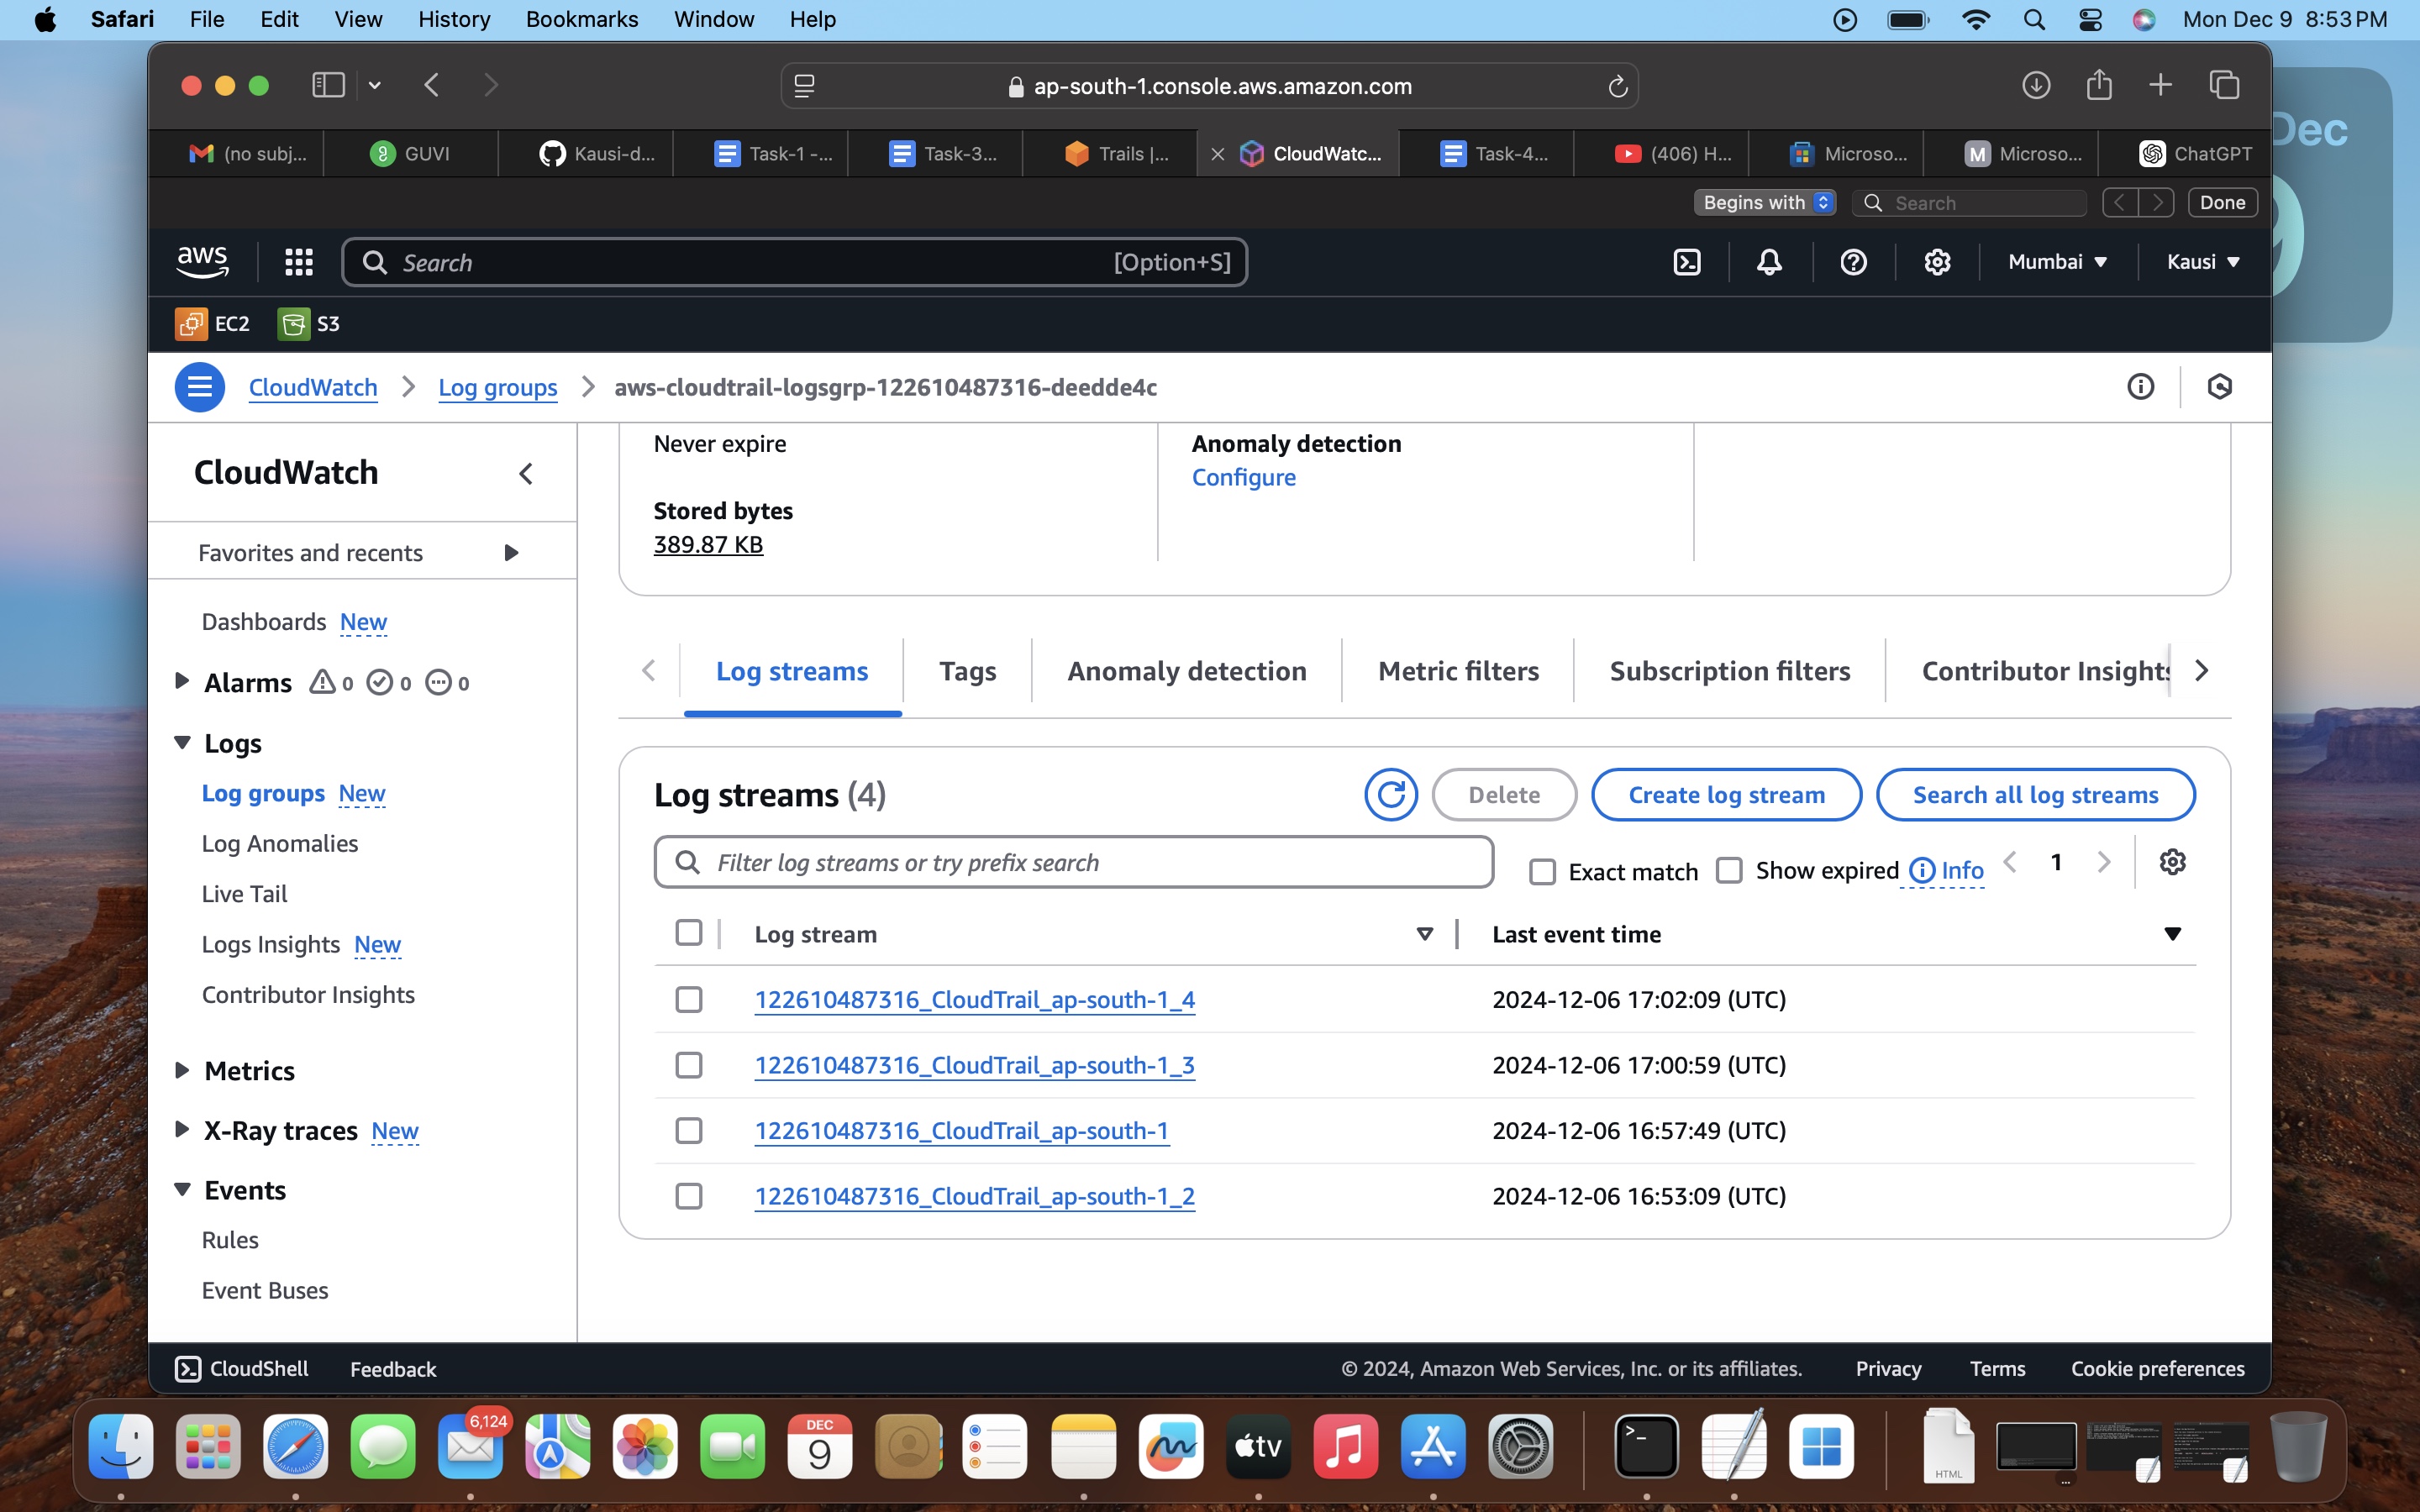 Safari File Edit View History Bookmarks Window Help Mon Dec 9 8:53 PM
ap-south-1.console.aws.amazon.com
(no subj... GUVI Kausi-d... Task-1 -... Task-3... Trails |... CloudWatc... Task-4... (406) H... Microso... Microso... ChatGPT
Dec
Begins with Search Done
aws Search [Option+S] Mumbai Kausi
EC2 S3
CloudWatch Log groups aws-cloudtrail-logsgrp-122610487316-deedde4c
CloudWatch
Favorites and recents
Dashboards New
Alarms 0 0 0
Logs
Log groups New
Log Anomalies
Live Tail
Logs Insights New
Contributor Insights
Metrics
X-Ray traces New
Events
Rules
Event Buses
Never expire
Stored bytes
389.87 KB
Anomaly detection
Configure
Log streams Tags Anomaly detection Metric filters Subscription filters Contributor Insights
Log streams (4) Delete Create log stream Search all log streams
Filter log streams or try prefix search Exact match Show expired Info 1
Log stream Last event time
122610487316_CloudTrail_ap-south-1_4 2024-12-06 17:02:09 (UTC)
122610487316_CloudTrail_ap-south-1_3 2024-12-06 17:00:59 (UTC)
122610487316_CloudTrail_ap-south-1 2024-12-06 16:57:49 (UTC)
122610487316_CloudTrail_ap-south-1_2 2024-12-06 16:53:09 (UTC)
CloudShell Feedback © 2024, Amazon Web Services, Inc. or its affiliates. Privacy Terms Cookie preferences
6,124
DEC
9
tv
HTML